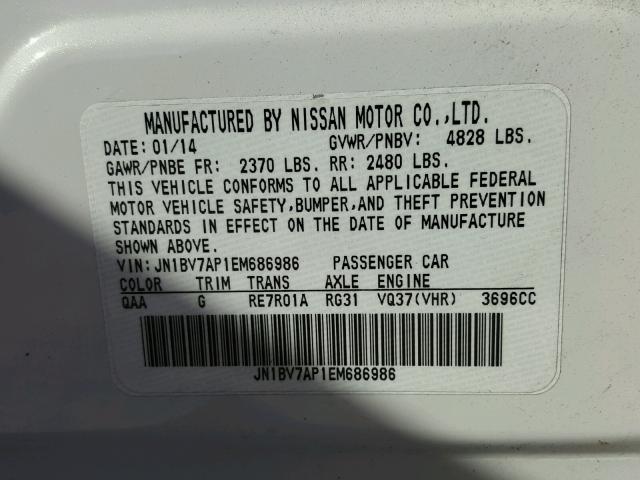 MANUFACTURED BY NISSAN MOTOR CO.,LTD.
DATE: 01/14 GVWR/PNBV: 4828 LBS.
GAWR/PNBE FR: 2370 LBS. RR: 2480 LBS.
THIS VEHICLE CONFORMS TO ALL APPLICABLE FEDERAL
MOTOR VEHICLE SAFETY,BUMPER,AND THEFT PREVENTION
STANDARDS IN EFFECT ON THE DATE OF MANUFACTURE
SHOWN ABOVE.
VIN:JN1BV7AP1EM686986 PASSENGER CAR
COLOR TRIM TRANS AXLE ENGINE
QAA G RE7R01A RG31 VQ37(VHR) 3696CC
JN1BV7AP1EM686986